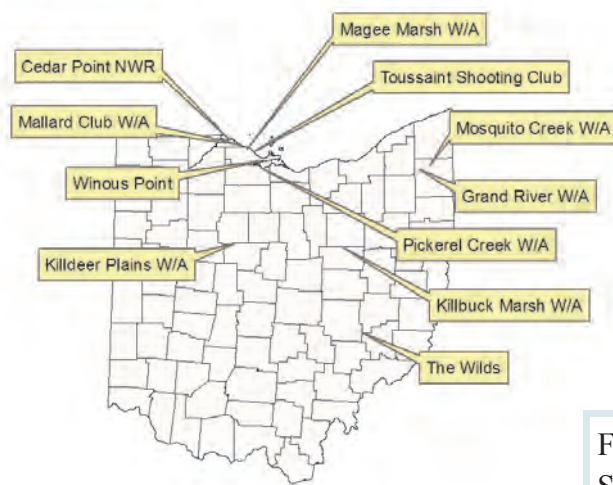 Magee Marsh W/A
Cedar Point NWR
Toussaint Shooting Club
Mallard Club W/A
Mosquito Creek W/A
Winous Point
Grand River W/A
Pickerel Creek W/A
Killdeer Plains W/A
Killbuck Marsh W/A
The Wilds
F
S